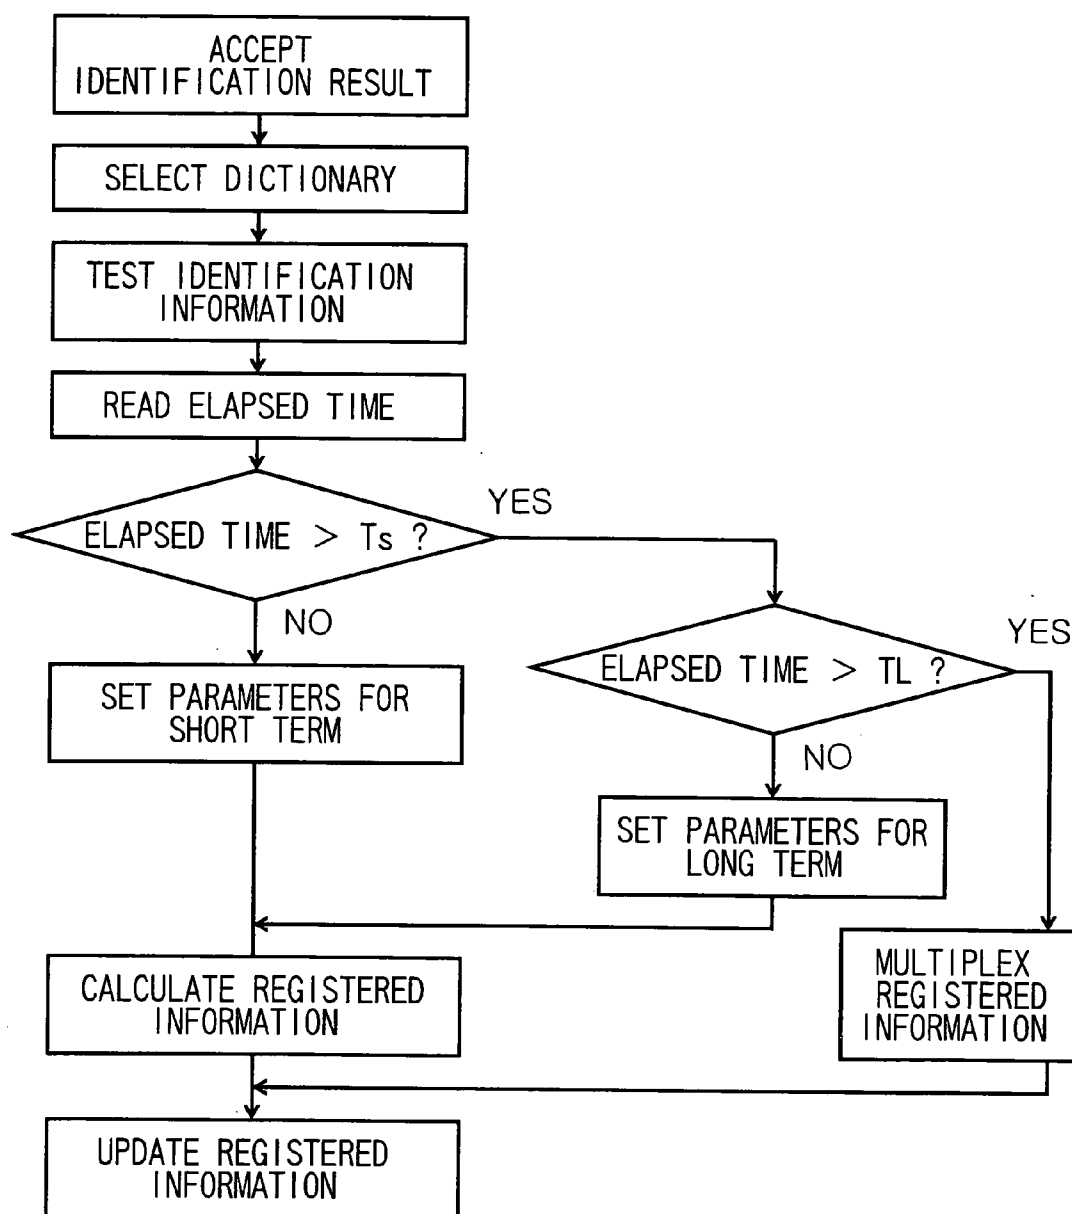 ACCEPT
IDENTIFICATION RESULT
SELECT DICTIONARY
TEST IDENTIFICATION
INFORMATION
READ ELAPSED TIME
ELAPSED TIME > Ts ?
YES
NO
ELAPSED TIME > TL ?
YES
NO
SET PARAMETERS FOR
SHORT TERM
SET PARAMETERS FOR
LONG TERM
CALCULATE REGISTERED
INFORMATION
MULTIPLEX
REGISTERED
INFORMATION
UPDATE REGISTERED
INFORMATION